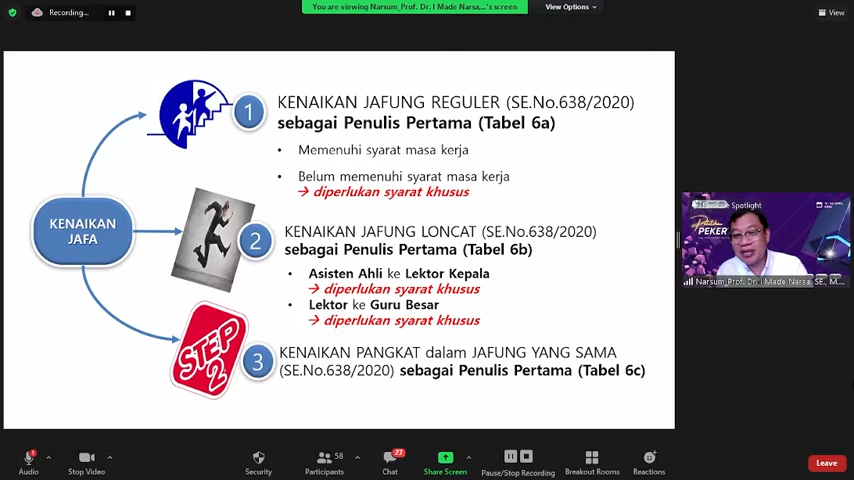 Recording...
You are viewing Narsum_Prof. Dr. I Made Narsa,...'s screen
View Options
View
KENAIKAN JAFA
1
KENAIKAN JAFUNG REGULER (SE.No.638/2020)
sebagai Penulis Pertama (Tabel 6a)
• Memenuhi syarat masa kerja
• Belum memenuhi syarat masa kerja
→ diperlukan syarat khusus
2
KENAIKAN JAFUNG LONCAT (SE.No.638/2020)
sebagai Penulis Pertama (Tabel 6b)
• Asisten Ahli ke Lektor Kepala
→ diperlukan syarat khusus
• Lektor ke Guru Besar
→ diperlukan syarat khusus
STEP
2
3
KENAIKAN PANGKAT dalam JAFUNG YANG SAMA
(SE.No.638/2020) sebagai Penulis Pertama (Tabel 6c)
Spotlight
PEKER
Narsum_Prof. Dr. I Made Narsa, SE., M....
1
58
27
Audio
Stop Video
Security
Participants
Chat
Share Screen
Pause/Stop Recording
Breakout Rooms
Reactions
Leave